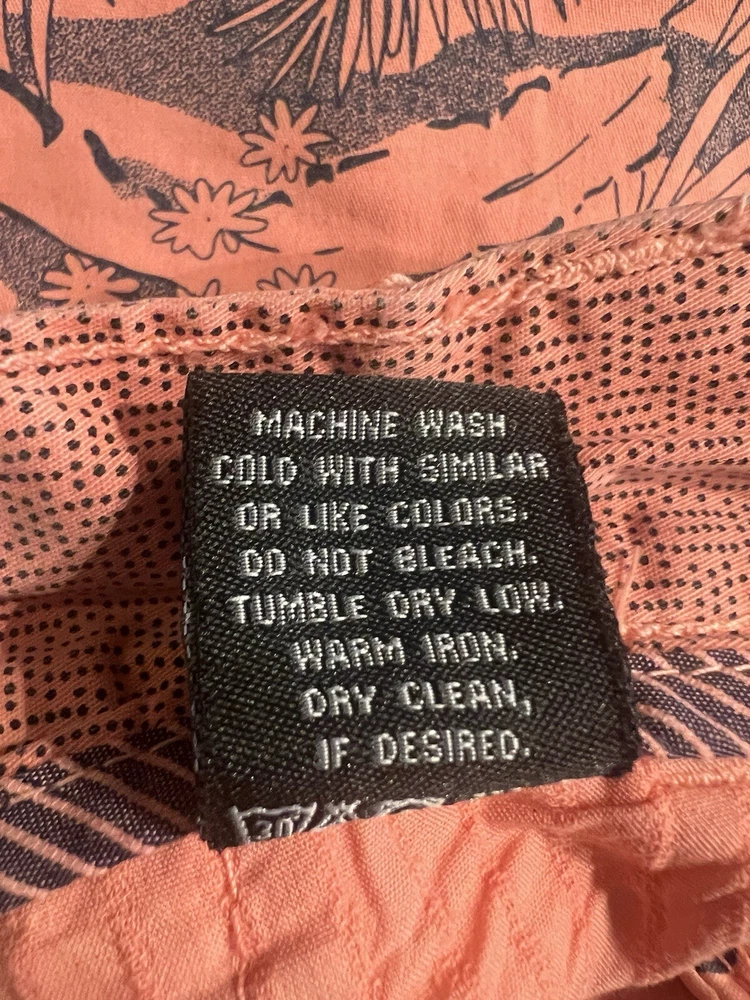 MACHINE WASH
COLD WITH SIMILAR
OR LIKE COLORS.
DO NOT BLEACH.
TUMBLE DRY LOW.
WARM IRON.
DRY CLEAN,
IF DESIRED.
30